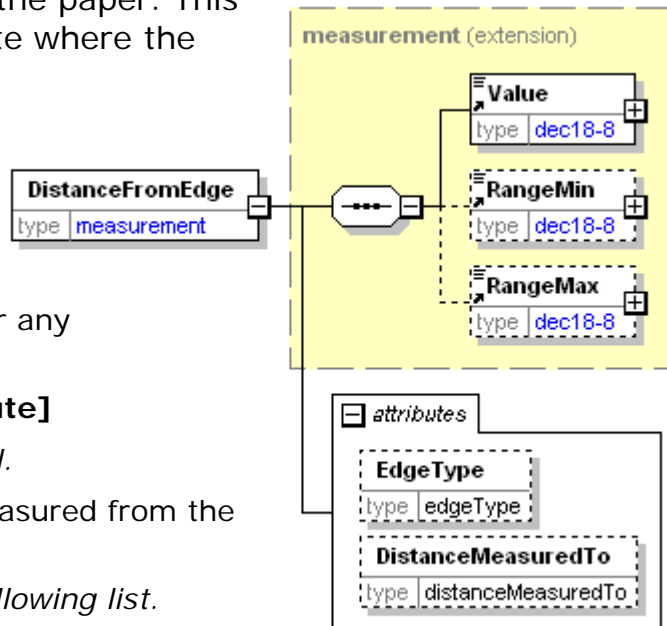 the paper. This
te where the
r any
ute]
d.
asured from the
llowing list.
measurement (extension)
DistanceFromEdge
type measurement
Value
type dec18-8
RangeMin
type dec18-8
RangeMax
type dec18-8
attributes
EdgeType
type edgeType
DistanceMeasuredTo
type distanceMeasuredTo